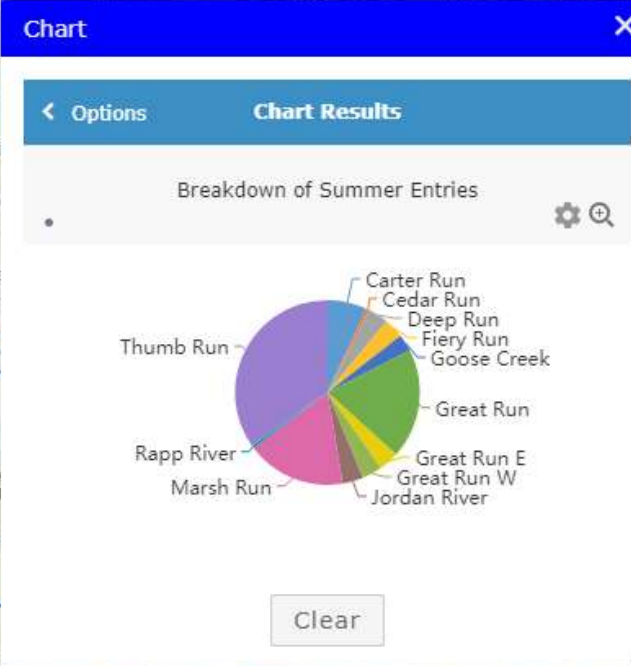 Chart
Options
Chart Results
Breakdown of Summer Entries
Carter Run
Cedar Run
Deep Run
Fiery Run
Thumb Run
Goose Creek
Great Run
Rapp River
Great Run E
Great Run W
Marsh Run
Jordan River
Clear